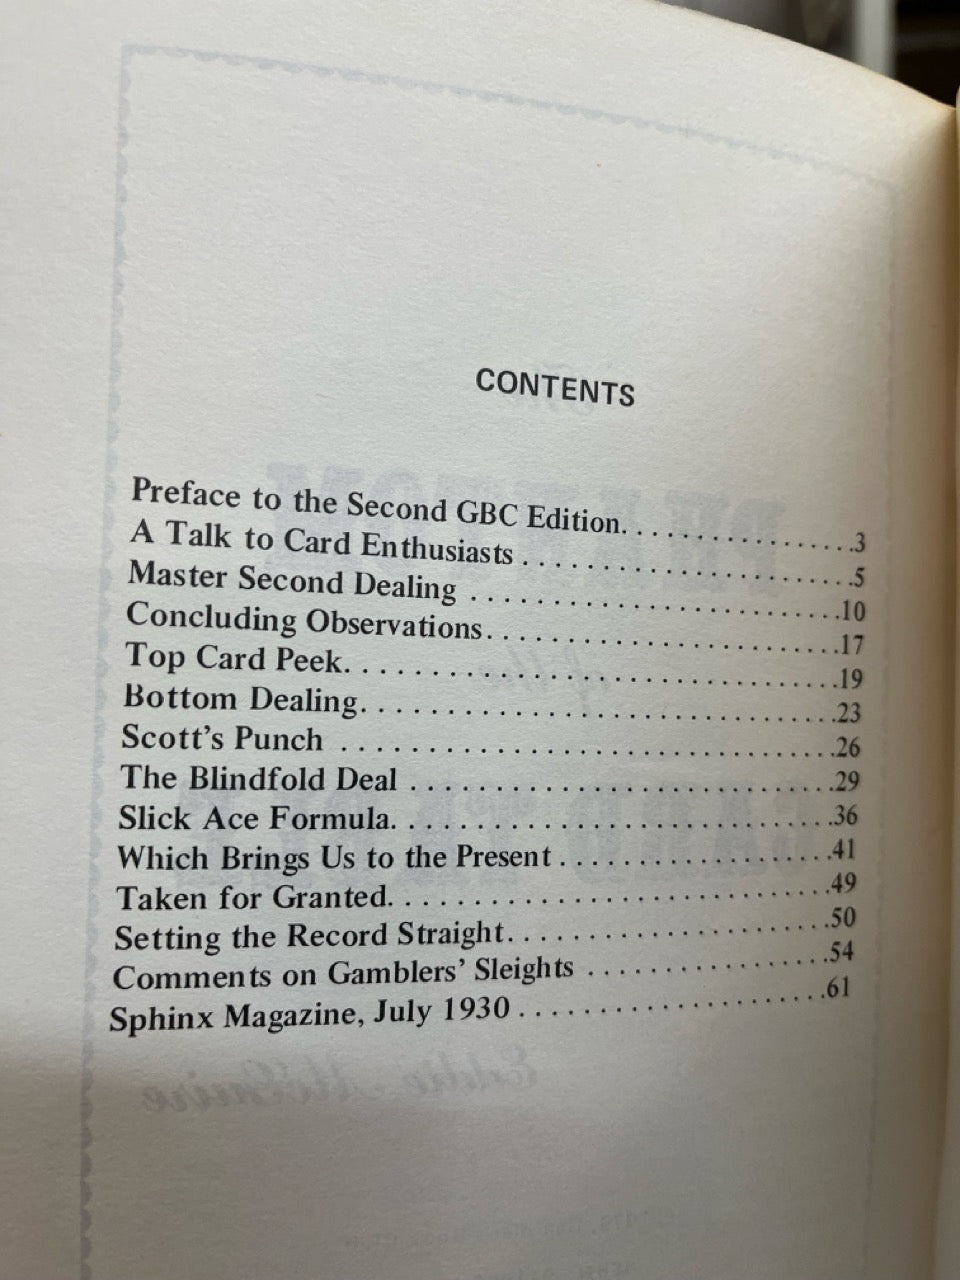 CONTENTS
Preface to the Second GBC Edition. . . . . . . . . . . . . . . . .3
A Talk to Card Enthusiasts . . . . . . . . . . . . . . . . . . . . . .5
Master Second Dealing . . . . . . . . . . . . . . . . . . . . . . . .10
Concluding Observations. . . . . . . . . . . . . . . . . . . . . . .17
Top Card Peek. . . . . . . . . . . . . . . . . . . . . . . . . . . . . .19
Bottom Dealing. . . . . . . . . . . . . . . . . . . . . . . . . . . . .23
Scott's Punch . . . . . . . . . . . . . . . . . . . . . . . . . . . . . .26
The Blindfold Deal . . . . . . . . . . . . . . . . . . . . . . . . . .29
Slick Ace Formula. . . . . . . . . . . . . . . . . . . . . . . . . . .36
Which Brings Us to the Present . . . . . . . . . . . . . . . . . .41
Taken for Granted. . . . . . . . . . . . . . . . . . . . . . . . . . .49
Setting the Record Straight. . . . . . . . . . . . . . . . . . . . .50
Comments on Gamblers' Sleights . . . . . . . . . . . . . . . .54
Sphinx Magazine, July 1930 . . . . . . . . . . . . . . . . . . . .61